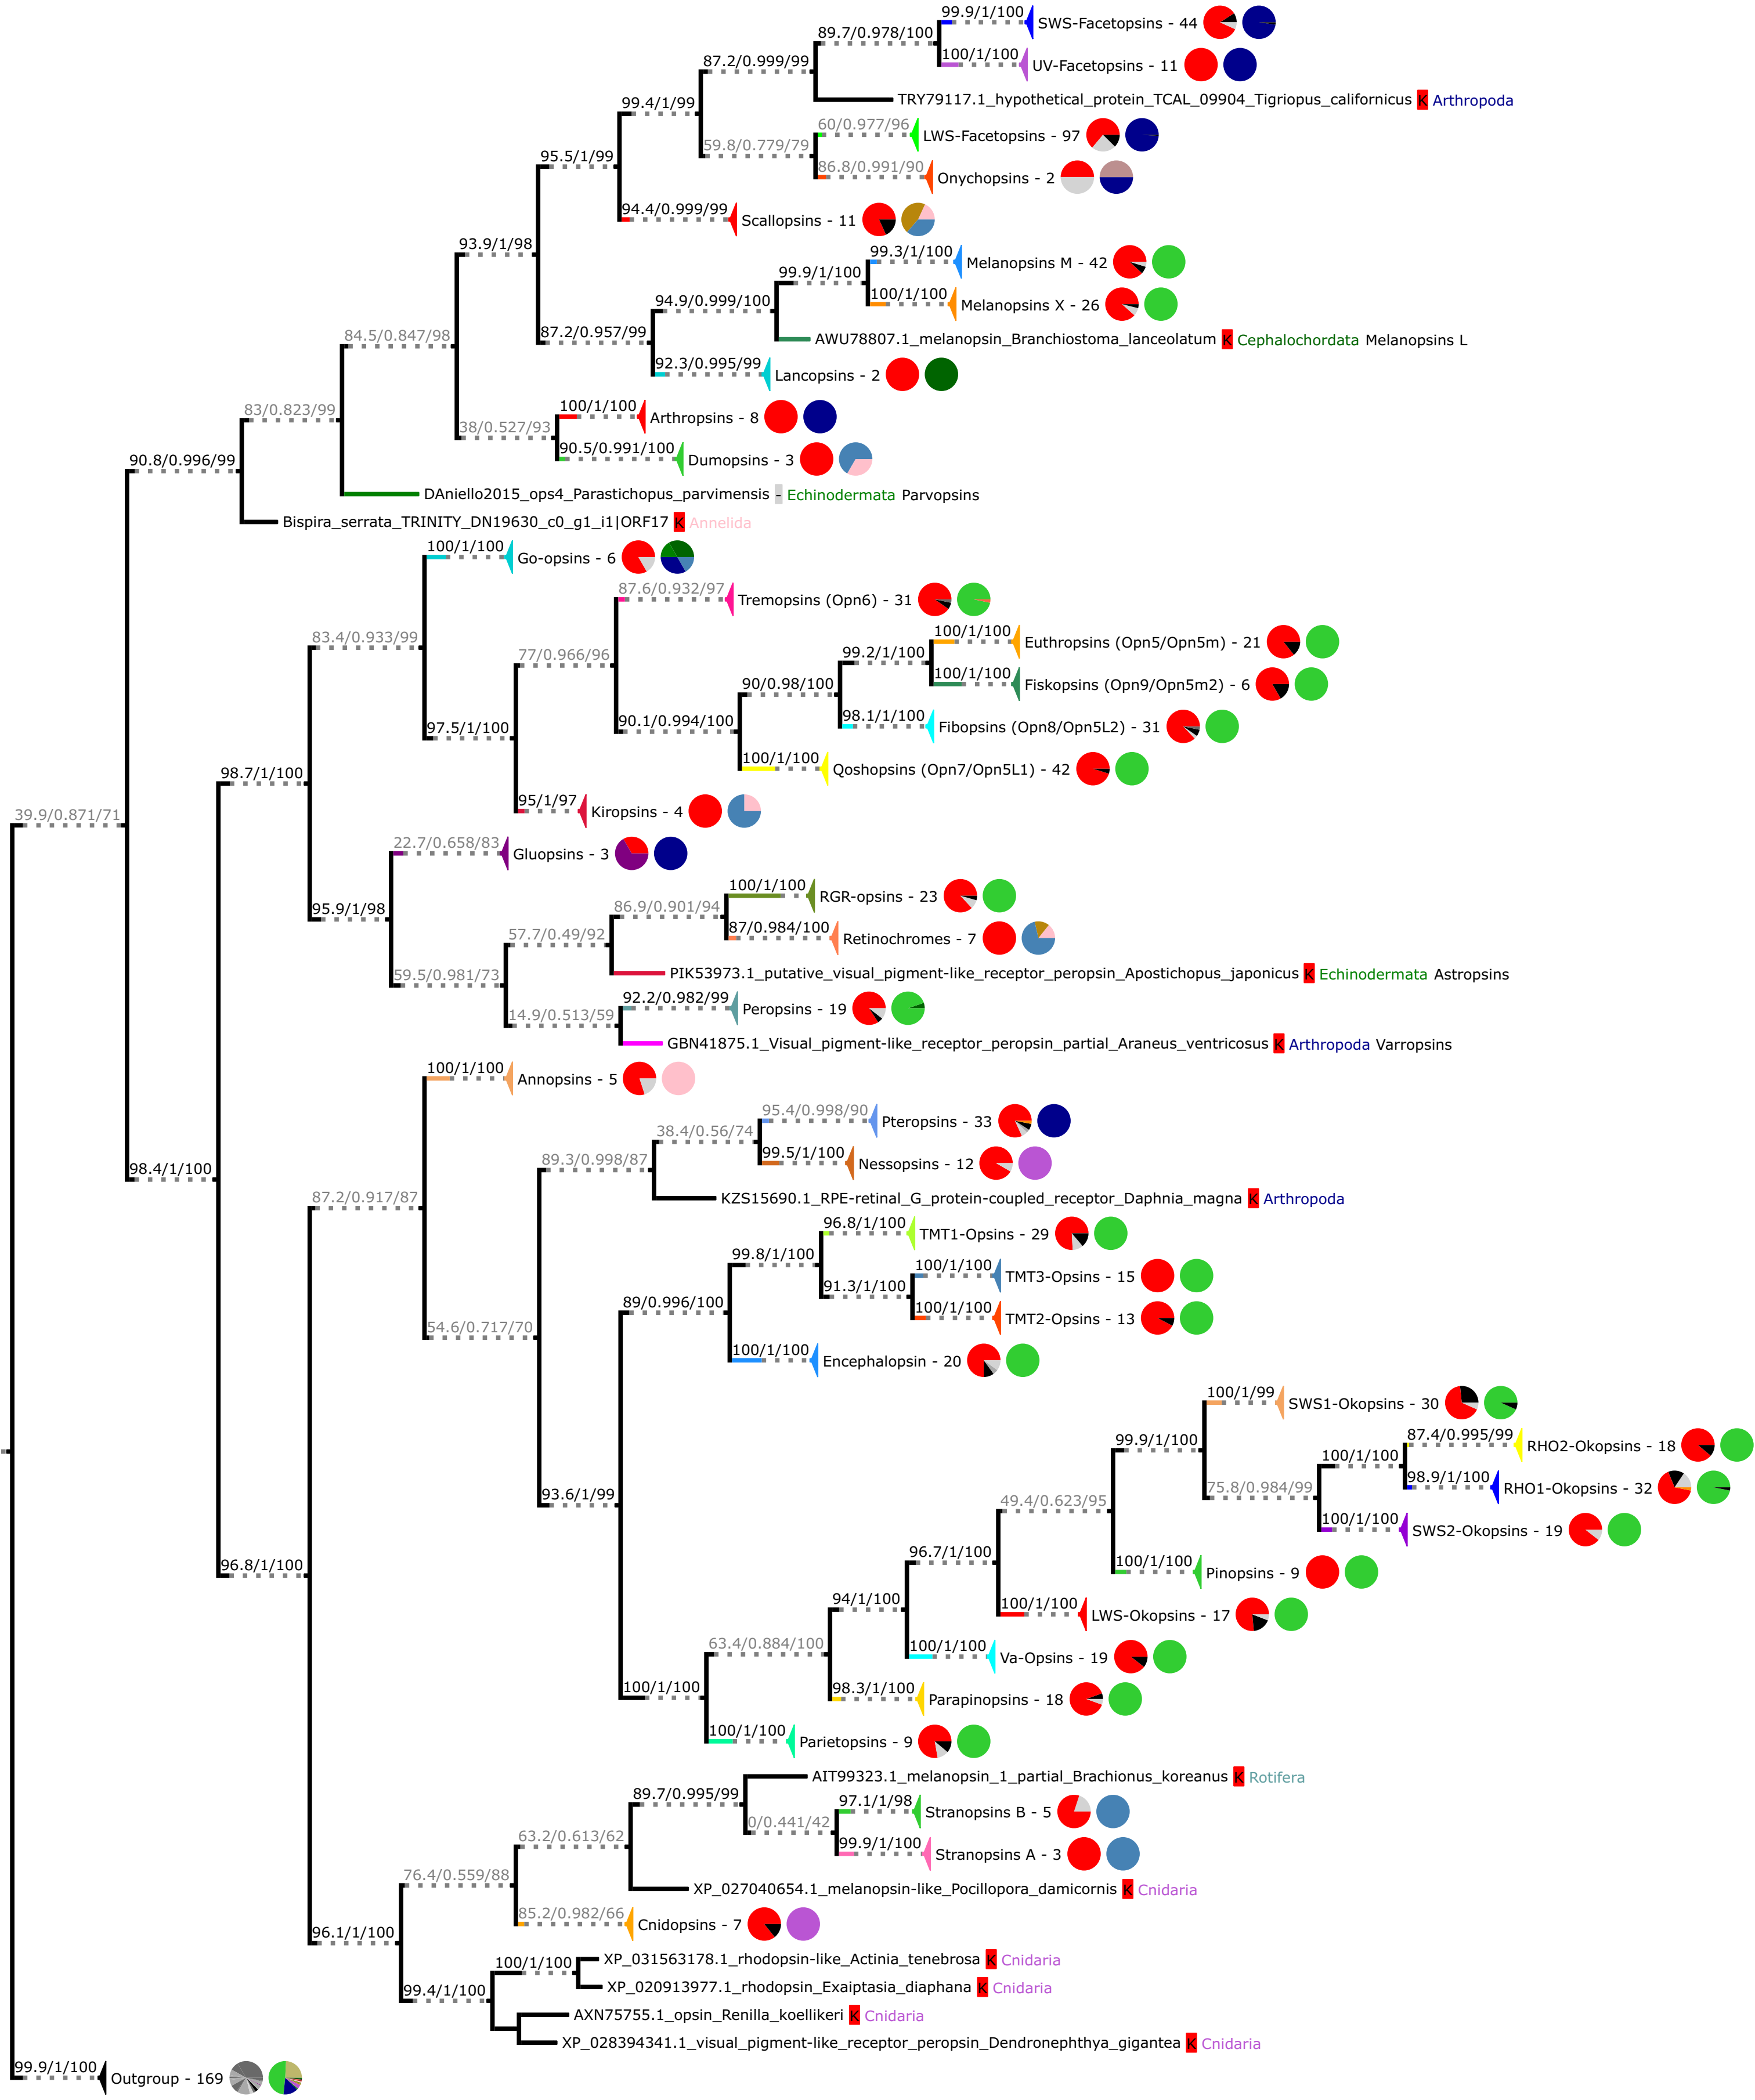 99.9/1/100
SWS-Facetopsins - 44
89.7/0.978/100
100/1/100
UV-Facetopsins - 11
87.2/0.999/99
TRY79117.1_hypothetical_protein_TCAL_09904_Tigriopus_californicus K Arthropoda
99.4/1/99
60/0.977/96
LWS-Facetopsins - 97
59.8/0.779/79
95.5/1/99
86.8/0.991/90
Onychopsins - 2
94.4/0.999/99
Scallopsins - 11
93.9/1/98
99.3/1/100
Melanopsins M - 42
99.9/1/100
100/1/100
Melanopsins X - 26
94.9/0.999/100
87.2/0.957/99
AWU78807.1_melanopsin_Branchiostoma_lanceolatum K Cephalochordata Melanopsins L
84.5/0.847/98
92.3/0.995/99
Lancopsins - 2
83/0.823/99
100/1/100
Arthropsins - 8
38/0.527/93
90.5/0.991/100
Dumopsins - 3
90.8/0.996/99
DAniello2015_ops4_Parastichopus_parvimensis - Echinodermata Parvopsins
Bispira_serrata_TRINITY_DN19630_c0_g1_i1|ORF17 K Annelida
100/1/100
Go-opsins - 6
87.6/0.932/97
Tremopsins (Opn6) - 31
83.4/0.933/99
100/1/100
Euthropsins (Opn5/Opn5m) - 21
77/0.966/96
99.2/1/100
100/1/100
Fiskopsins (Opn9/Opn5m2) - 6
90/0.98/100
98.1/1/100
Fibopsins (Opn8/Opn5L2) - 31
97.5/1/100
90.1/0.994/100
100/1/100
Qoshopsins (Opn7/Opn5L1) - 42
98.7/1/100
95/1/97
Kiropsins - 4
39.9/0.871/71
22.7/0.658/83
Gluopsins - 3
100/1/100
RGR-opsins - 23
95.9/1/98
86.9/0.901/94
87/0.984/100
Retinochromes - 7
57.7/0.49/92
PIK53973.1_putative_visual_pigment-like_receptor_peropsin_Apostichopus_japonicus K Echinodermata Astropsins
59.5/0.981/73
92.2/0.982/99
Peropsins - 19
14.9/0.513/59
GBN41875.1_Visual_pigment-like_receptor_peropsin_partial_Araneus_ventricosus K Arthropoda Varropsins
100/1/100
Annopsins - 5
95.4/0.998/90
Pteropsins - 33
38.4/0.56/74
99.5/1/100
Nessopsins - 12
89.3/0.998/87
98.4/1/100
KZS15690.1_RPE-retinal_G_protein-coupled_receptor_Daphnia_magna K Arthropoda
87.2/0.917/87
96.8/1/100
TMT1-Opsins - 29
99.8/1/100
100/1/100
TMT3-Opsins - 15
91.3/1/100
100/1/100
TMT2-Opsins - 13
89/0.996/100
54.6/0.717/70
100/1/100
Encephalopsin - 20
100/1/99
SWS1-Okopsins - 30
87.4/0.995/99
RHO2-Okopsins - 18
99.9/1/100
100/1/100
98.9/1/100
RHO1-Okopsins - 32
75.8/0.984/99
93.6/1/99
49.4/0.623/95
100/1/100
SWS2-Okopsins - 19
96.7/1/100
96.8/1/100
100/1/100
Pinopsins - 9
94/1/100
100/1/100
LWS-Okopsins - 17
63.4/0.884/100
100/1/100
Va-Opsins - 19
100/1/100
98.3/1/100
Parapinopsins - 18
100/1/100
Parietopsins - 9
AIT99323.1_melanopsin_1_partial_Brachionus_koreanus K Rotifera
89.7/0.995/99
97.1/1/98
Stranopsins B - 5
0/0.441/42
63.2/0.613/62
99.9/1/100
Stranopsins A - 3
76.4/0.559/88
XP_027040654.1_melanopsin-like_Pocillopora_damicornis K Cnidaria
85.2/0.982/66
Cnidopsins - 7
96.1/1/100
100/1/100
XP_031563178.1_rhodopsin-like_Actinia_tenebrosa K Cnidaria
XP_020913977.1_rhodopsin_Exaiptasia_diaphana K Cnidaria
99.4/1/100
AXN75755.1_opsin_Renilla_koellikeri K Cnidaria
XP_028394341.1_visual_pigment-like_receptor_peropsin_Dendronephthya_gigantea K Cnidaria
99.9/1/100
Outgroup - 169